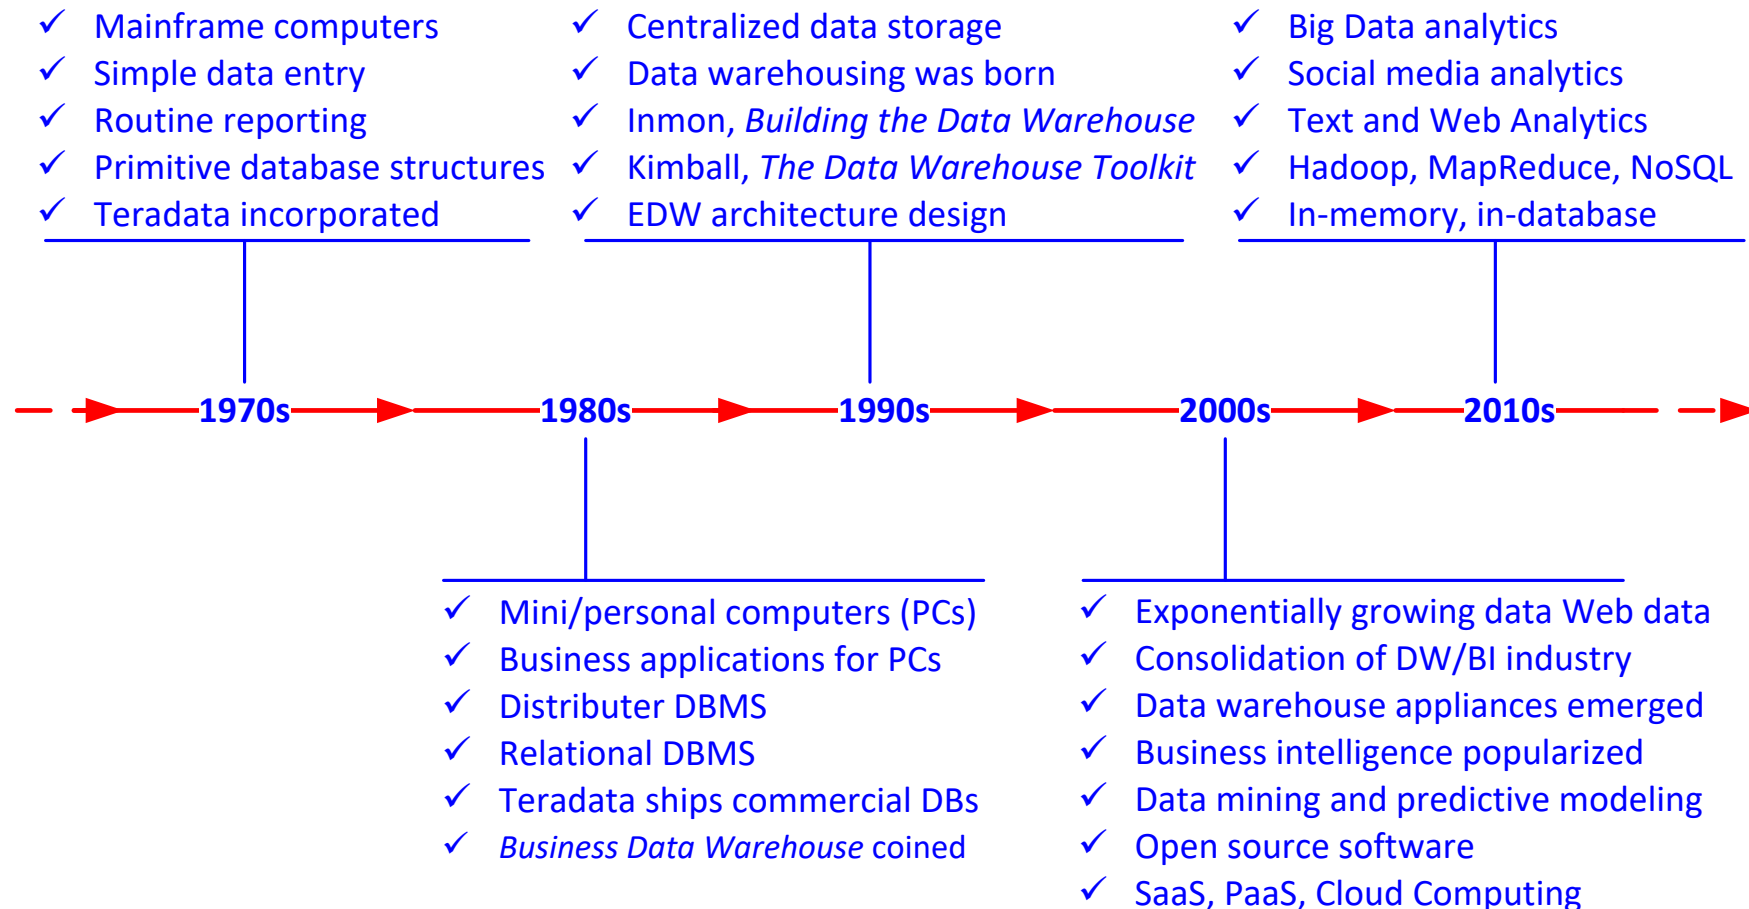 ✓ Mainframe computers
✓ Simple data entry
✓ Routine reporting
✓ Primitive database structures
✓ Teradata incorporated
✓ Centralized data storage
✓ Data warehousing was born
✓ Inmon, Building the Data Warehouse
✓ Kimball, The Data Warehouse Toolkit
✓ EDW architecture design
✓ Big Data analytics
✓ Social media analytics
✓ Text and Web Analytics
✓ Hadoop, MapReduce, NoSQL
✓ In-memory, in-database
1970s 1980s 1990s 2000s 2010s
✓ Mini/personal computers (PCs)
✓ Business applications for PCs
✓ Distributer DBMS
✓ Relational DBMS
✓ Teradata ships commercial DBs
✓ Business Data Warehouse coined
✓ Exponentially growing data Web data
✓ Consolidation of DW/BI industry
✓ Data warehouse appliances emerged
✓ Business intelligence popularized
✓ Data mining and predictive modeling
✓ Open source software
✓ SaaS, PaaS, Cloud Computing